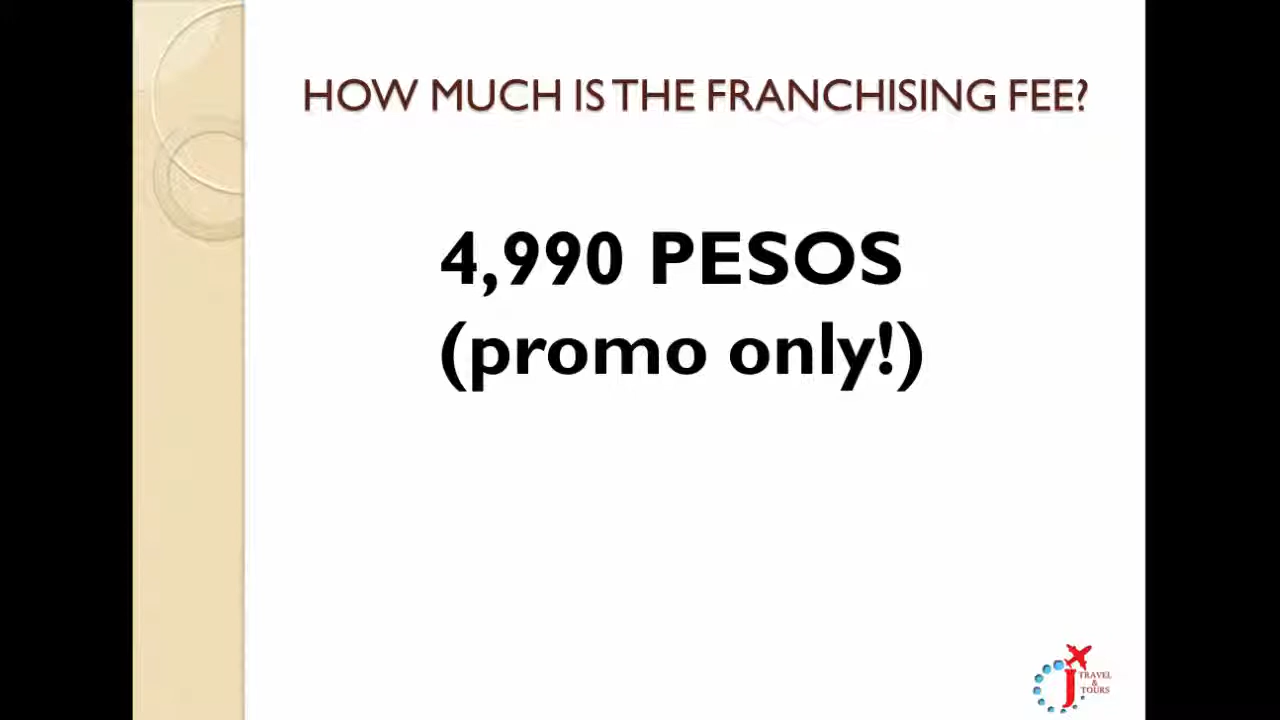 HOW MUCH IS THE FRANCHISING FEE?
4,990 PESOS
(promo only!)
J
TRAVEL
&
TOURS